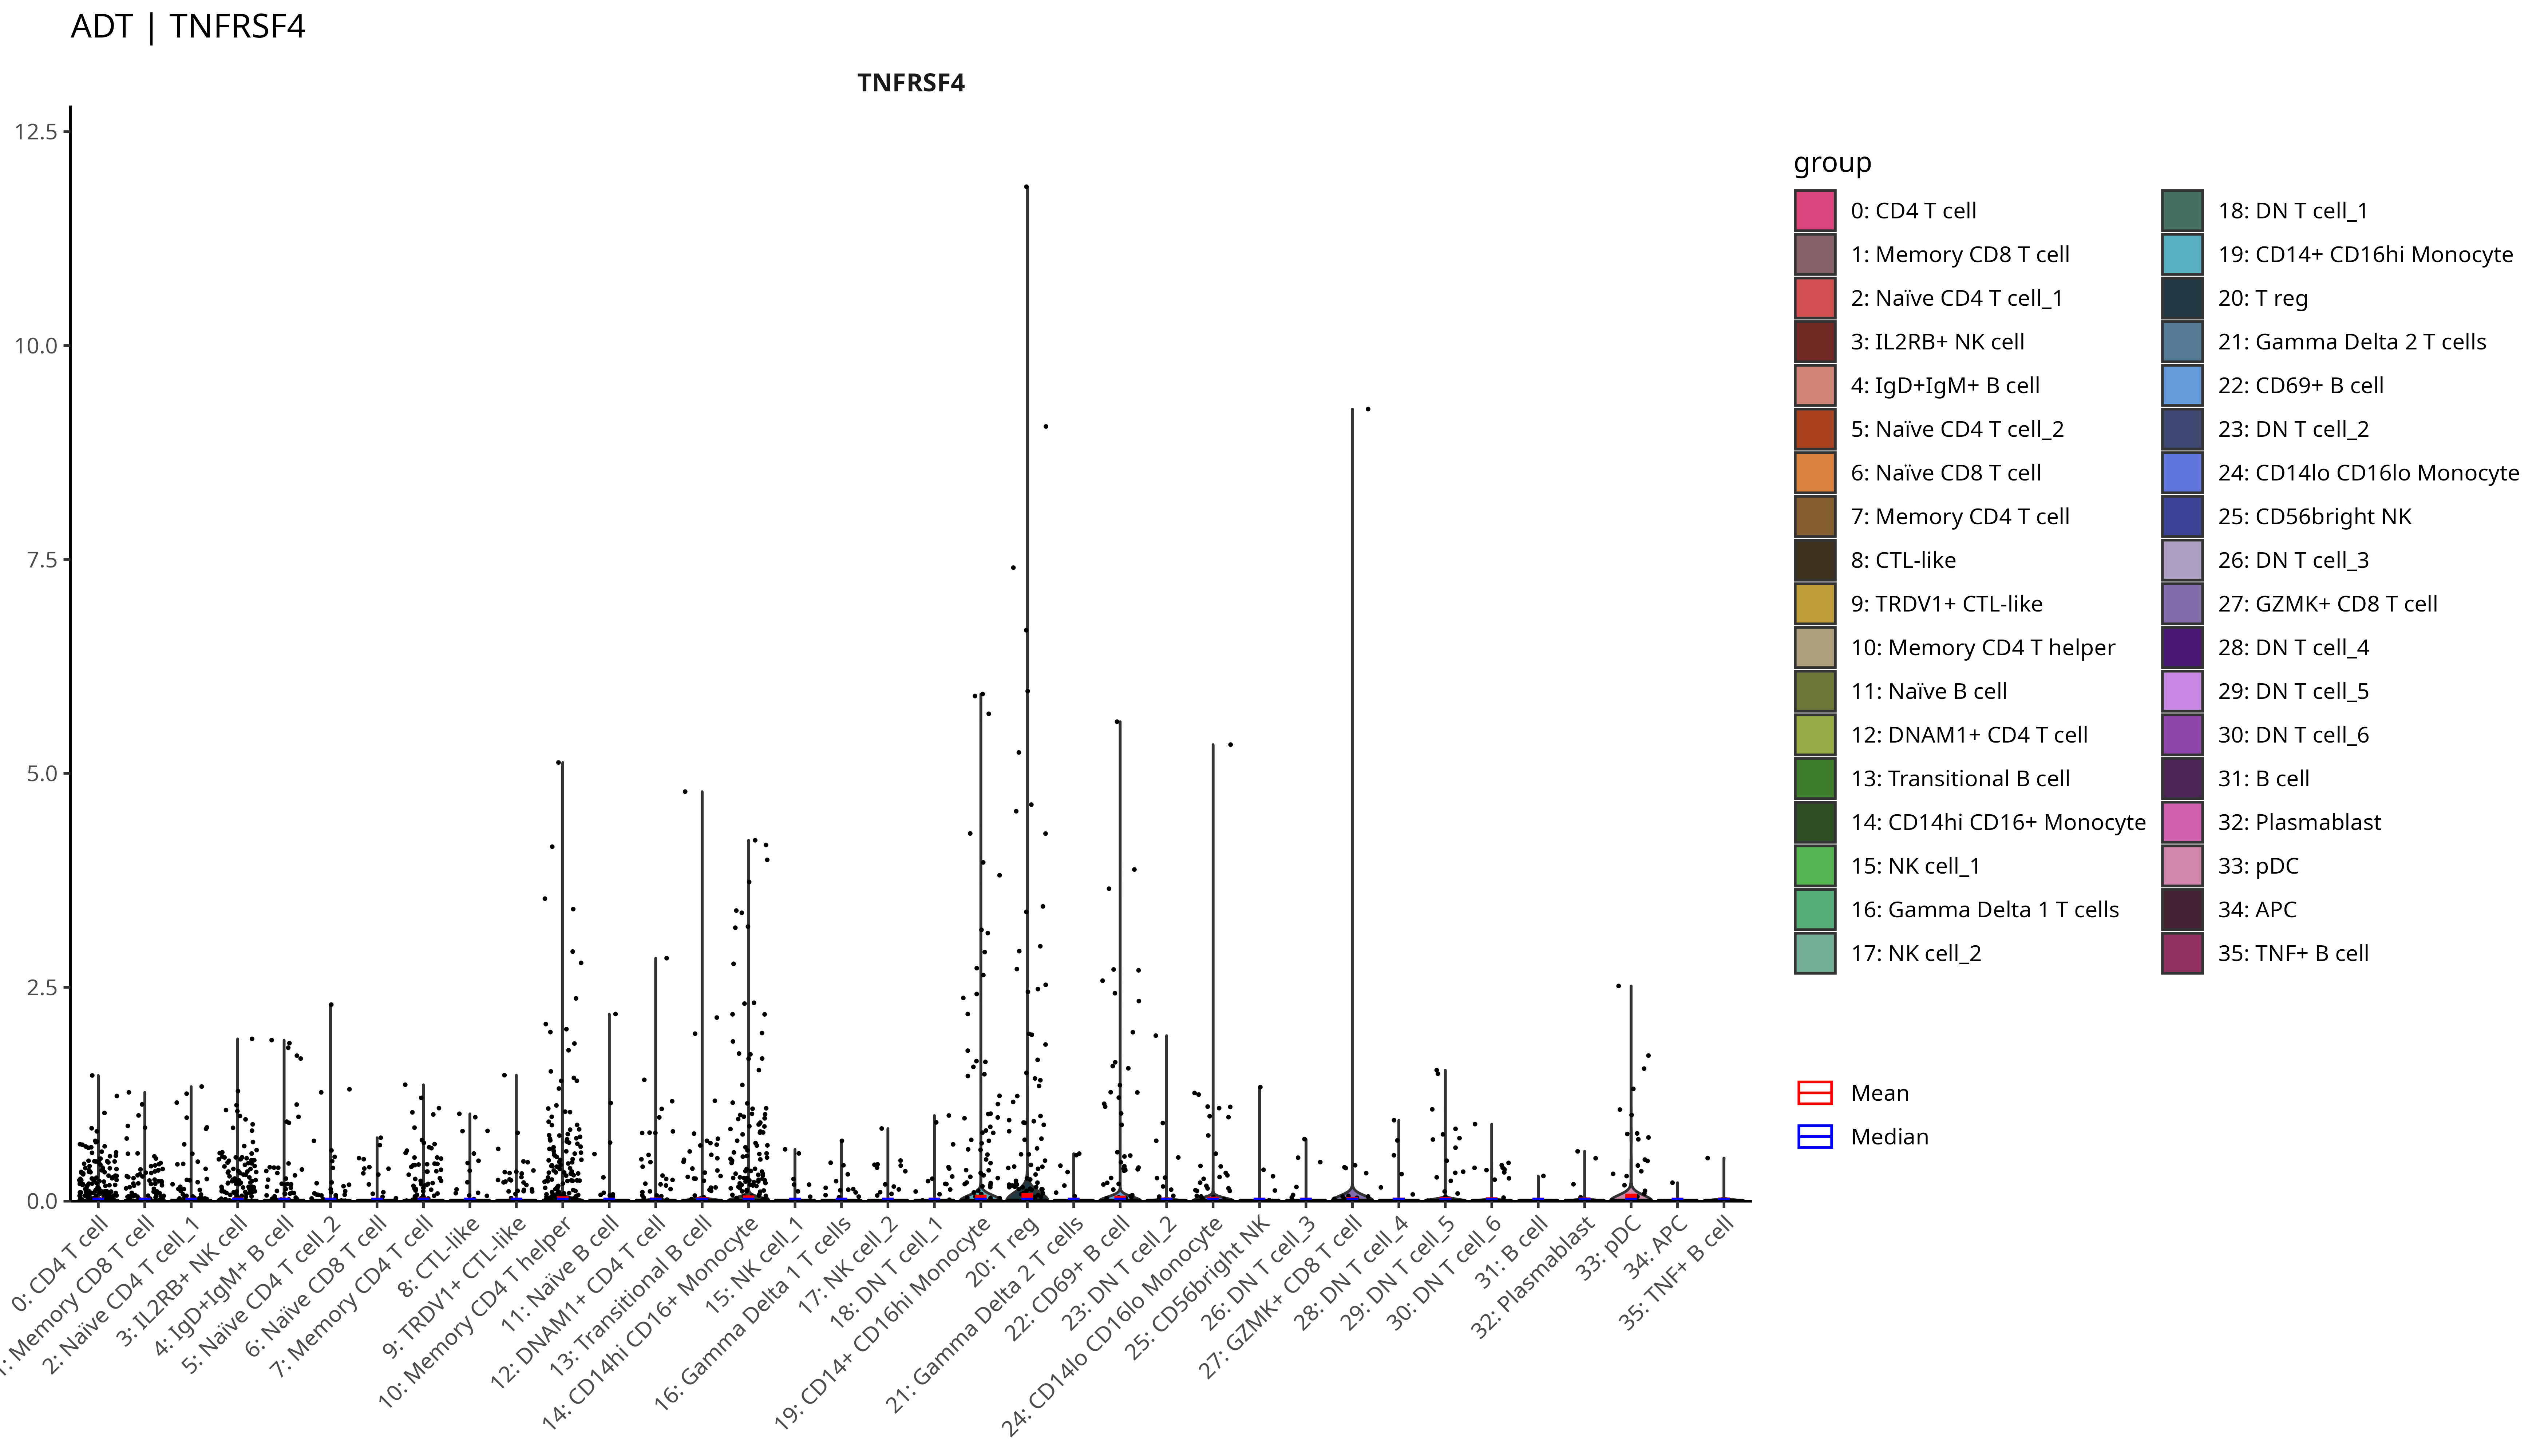 ADT | TNFRSF4
TNFRSF4
12.5
10.0
7.5
5.0
2.5
0.0
0: CD4 T cell
1: Memory CD8 T cell
2: Naïve CD4 T cell_1
3: IL2RB+ NK cell
4: IgD+IgM+ B cell
5: Naïve CD4 T cell_2
6: Naïve CD8 T cell
7: Memory CD4 T cell
8: CTL-like
9: TRDV1+ CTL-like
10: Memory CD4 T helper
11: Naïve B cell
12: DNAM1+ CD4 T cell
13: Transitional B cell
14: CD14hi CD16+ Monocyte
15: NK cell_1
16: Gamma Delta 1 T cells
17: NK cell_2
18: DN T cell_1
19: CD14+ CD16hi Monocyte
20: T reg
21: Gamma Delta 2 T cells
22: CD69+ B cell
23: DN T cell_2
24: CD14lo CD16lo Monocyte
25: CD56bright NK
26: DN T cell_3
27: GZMK+ CD8 T cell
28: DN T cell_4
29: DN T cell_5
30: DN T cell_6
31: B cell
32: Plasmablast
33: pDC
34: APC
35: TNF+ B cell
group
0: CD4 T cell
1: Memory CD8 T cell
2: Naïve CD4 T cell_1
3: IL2RB+ NK cell
4: IgD+IgM+ B cell
5: Naïve CD4 T cell_2
6: Naïve CD8 T cell
7: Memory CD4 T cell
8: CTL-like
9: TRDV1+ CTL-like
10: Memory CD4 T helper
11: Naïve B cell
12: DNAM1+ CD4 T cell
13: Transitional B cell
14: CD14hi CD16+ Monocyte
15: NK cell_1
16: Gamma Delta 1 T cells
17: NK cell_2
18: DN T cell_1
19: CD14+ CD16hi Monocyte
20: T reg
21: Gamma Delta 2 T cells
22: CD69+ B cell
23: DN T cell_2
24: CD14lo CD16lo Monocyte
25: CD56bright NK
26: DN T cell_3
27: GZMK+ CD8 T cell
28: DN T cell_4
29: DN T cell_5
30: DN T cell_6
31: B cell
32: Plasmablast
33: pDC
34: APC
35: TNF+ B cell
Mean
Median